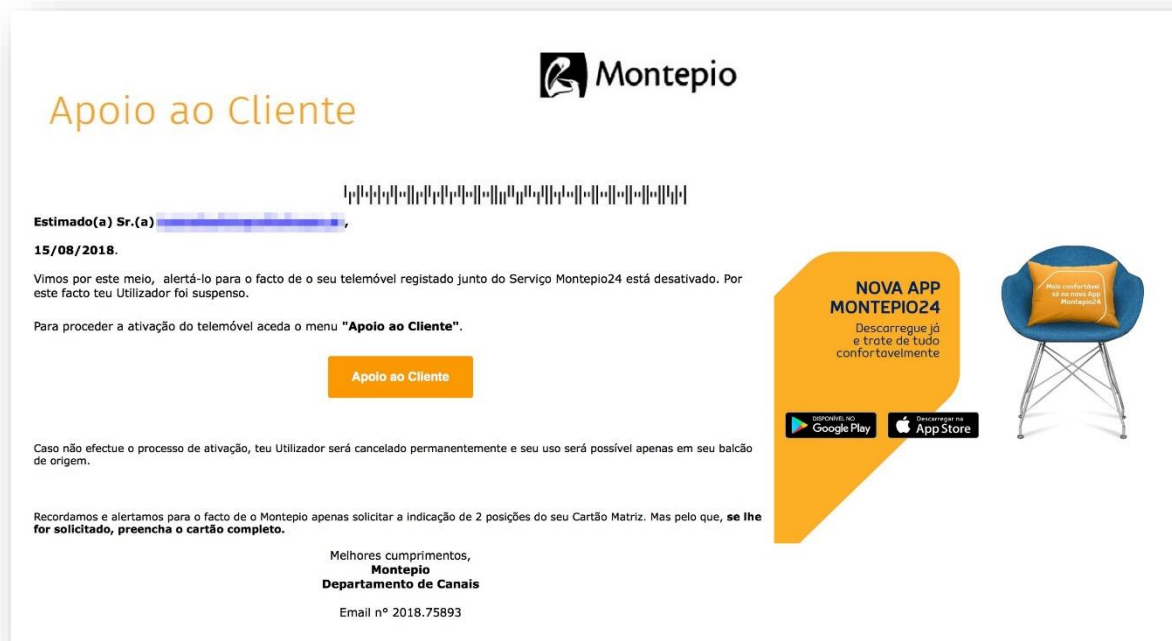 Montepio
Apoio ao Cliente
Estimado(a) Sr.(a) ,
15/08/2018.
Vimos por este meio, alertá-lo para o facto de o seu telemóvel registado junto do Serviço Montepio24 está desativado. Por
este facto teu Utilizador foi suspenso.
Para proceder a ativação do telemóvel aceda o menu "Apoio ao Cliente".
Apoio ao Cliente
Caso não efectue o processo de ativação, teu Utilizador será cancelado permanentemente e seu uso será possível apenas em seu balcão
de origem.
Recordamos e alertamos para o facto de o Montepio apenas solicitar a indicação de 2 posições do seu Cartão Matriz. Mas pelo que, se lhe
for solicitado, preencha o cartão completo.
Melhores cumprimentos,
Montepio
Departamento de Canais
Email nº 2018.75893
NOVA APP
MONTEPIO24
Descarregue já
e trate de tudo
confortavelmente
DISPONÍVEL NO
Google Play
Descarregar na
App Store
Mais confortável
só na nova App
Montepio24